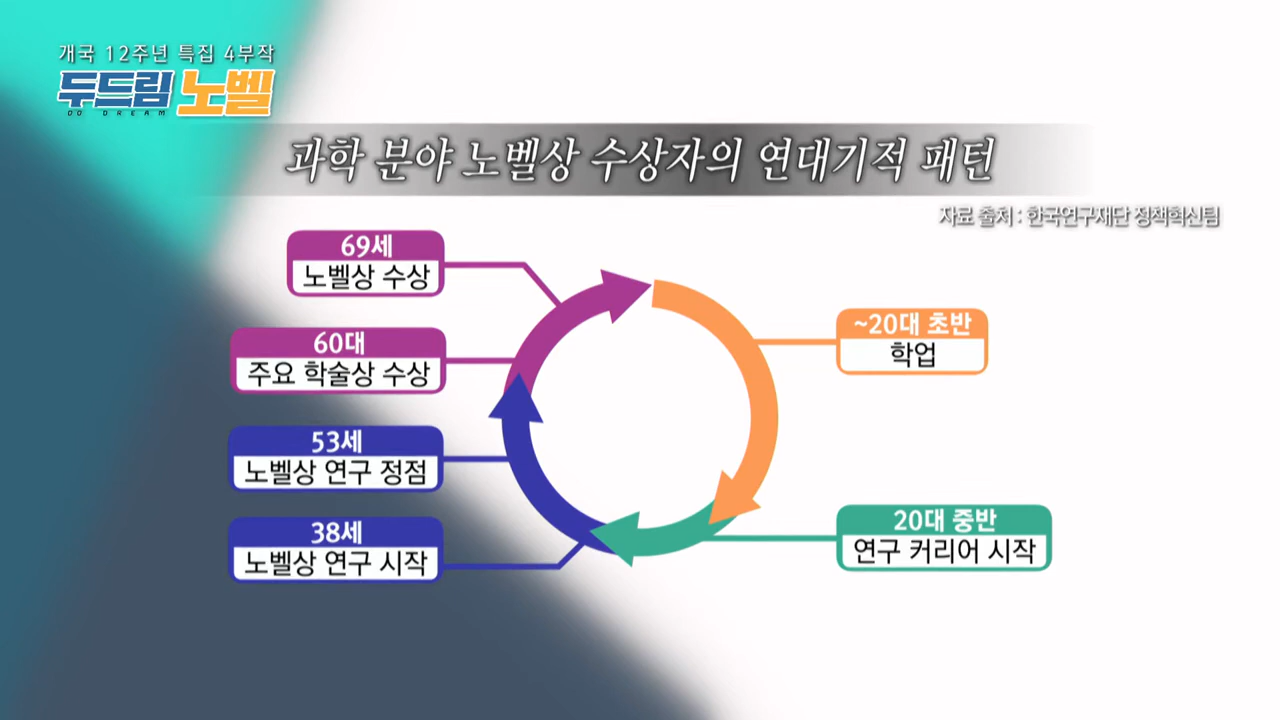 개국 12주년 특집 4부작
두드림 노벨
DO DREAM
과학 분야 노벨상 수상자의 연대기적 패턴
자료 출처 : 한국연구재단 정책혁신팀
~20대 초반
학업
20대 중반
연구 커리어 시작
38세
노벨상 연구 시작
53세
노벨상 연구 정점
60대
주요 학술상 수상
69세
노벨상 수상